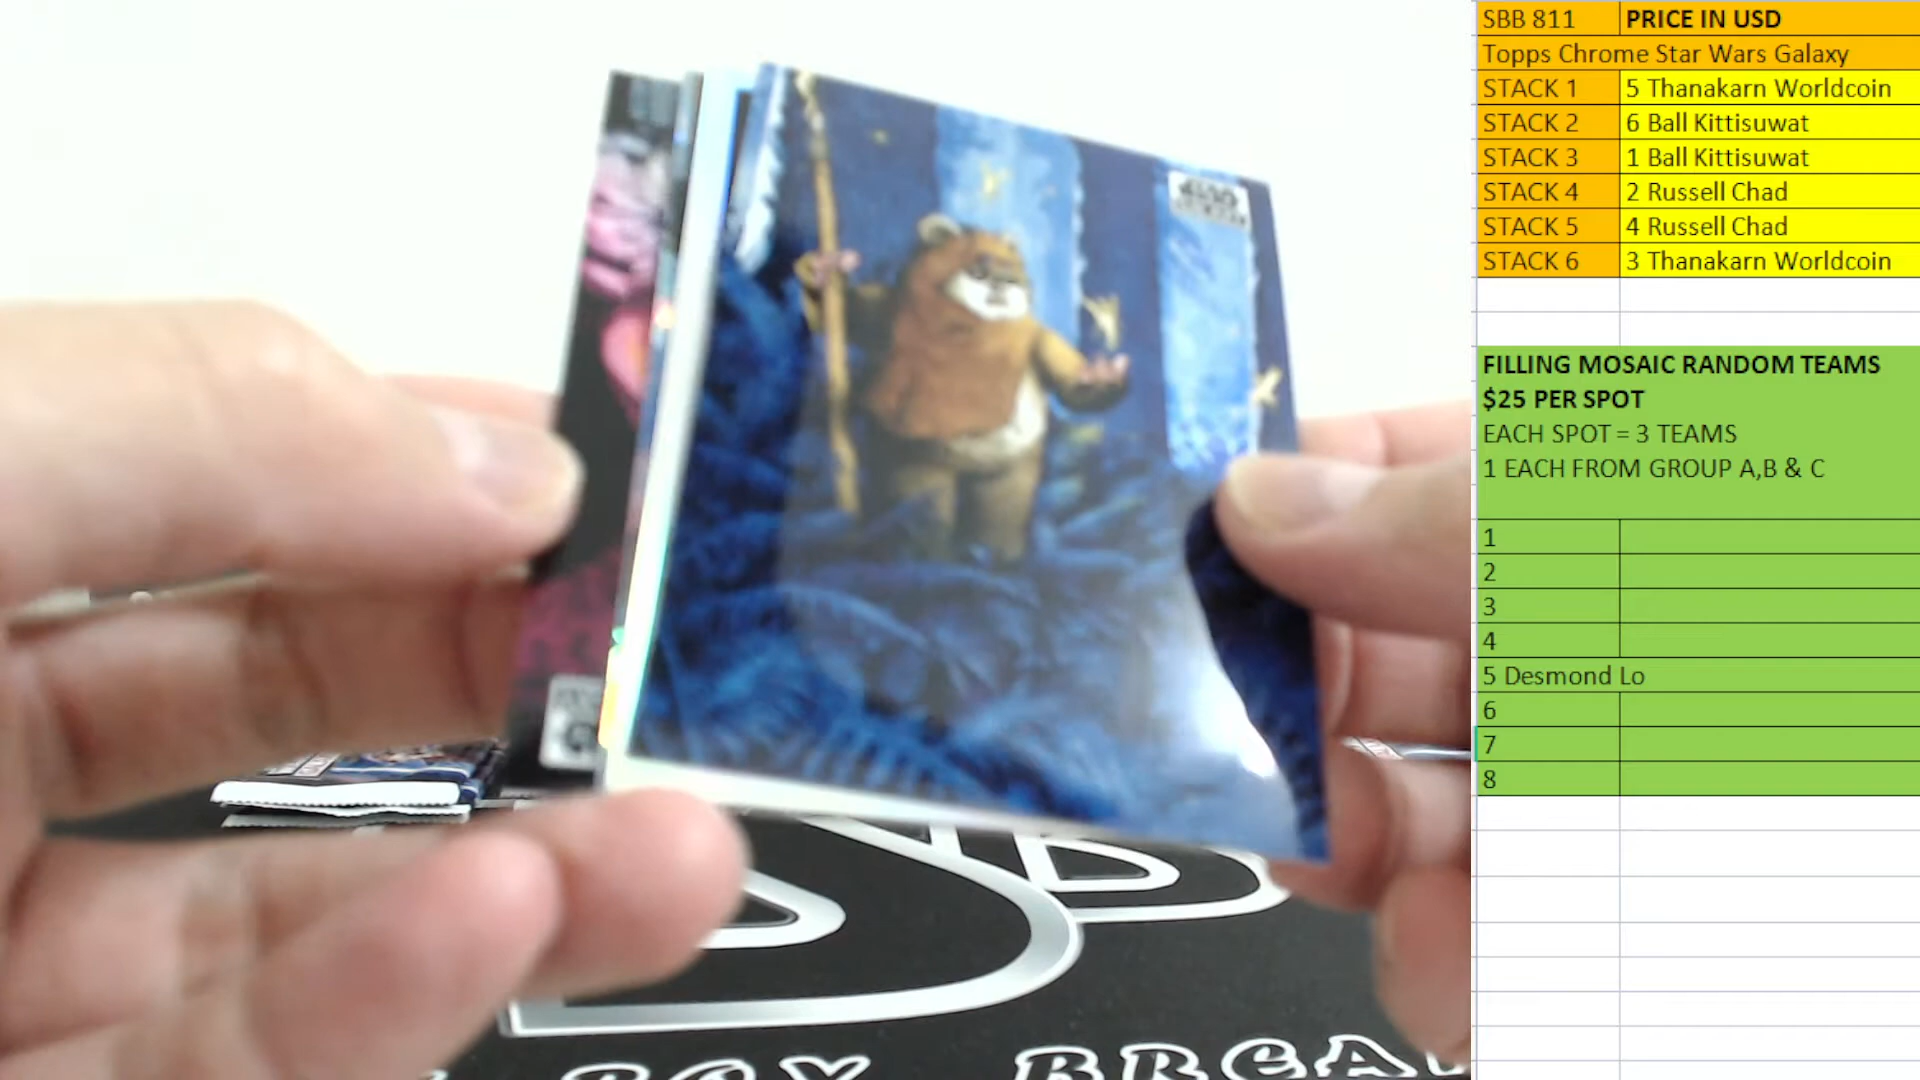 SBB 811 PRICE IN USD
Topps Chrome Star Wars Galaxy
STACK 1 5 Thanakarn Worldcoin
STACK 2 6 Ball Kittisuwat
STACK 3 1 Ball Kittisuwat
STACK 4 2 Russell Chad
STACK 5 4 Russell Chad
STACK 6 3 Thanakarn Worldcoin
FILLING MOSAIC RANDOM TEAMS
$25 PER SPOT
EACH SPOT = 3 TEAMS
1 EACH FROM GROUP A,B & C
1
2
3
4
5 Desmond Lo
6
7
8
BOX